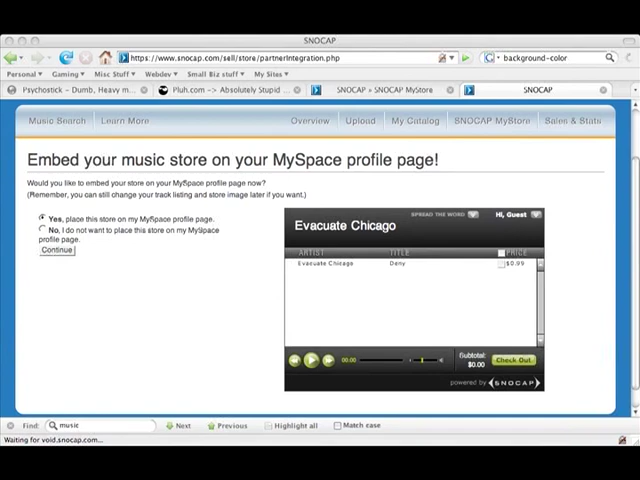 SNOCAP
https://www.snocap.com/sell/store/partnerIntegration.php
background-color
Personal Gaming Misc Stuff Webdev Small Biz stuff My Sites
Psychostick – Dumb, Heavy m... Pluh.com –> Absolutely Stupid ... SNOCAP » SNOCAP MyStore SNOCAP
Music Search Learn More Overview Upload My Catalog SNOCAP MyStore Sales & Stats
Embed your music store on your MySpace profile page!
Would you like to embed your store on your MySpace profile page now?
(Remember, you can still change your track listing and store image later if you want.)
Yes, place this store on my MySpace profile page.
No, I do not want to place this store on my MySpace
profile page.
Continue
SPREAD THE WORD Hi, Guest
Evacuate Chicago
ARTIST TITLE PRICE
Evacuate Chicago Deny $0.99
00:00 Subtotal: $0.00 Check Out
powered by SNOCAP
Find: music Next Previous Highlight all Match case
Waiting for void.snocap.com...